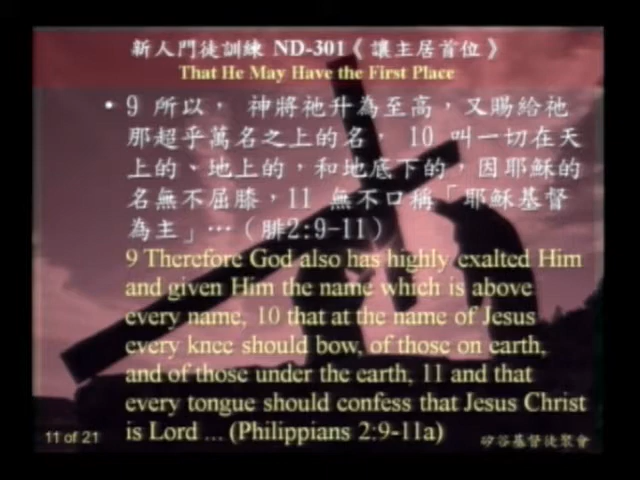 新人門徒訓練 ND-301《讓主居首位》
That He May Have the First Place
• 9 所以， 神將祂升為至高，又賜給祂
那超乎萬名之上的名， 10 叫一切在天
上的、地上的，和地底下的，因耶穌的
名無不屈膝，11 無不口稱「耶穌基督
為主」…（腓2:9-11）
9 Therefore God also has highly exalted Him
and given Him the name which is above
every name, 10 that at the name of Jesus
every knee should bow, of those on earth,
and of those under the earth, 11 and that
every tongue should confess that Jesus Christ
is Lord ... (Philippians 2:9-11a)
11 of 21
矽谷基督徒聚會